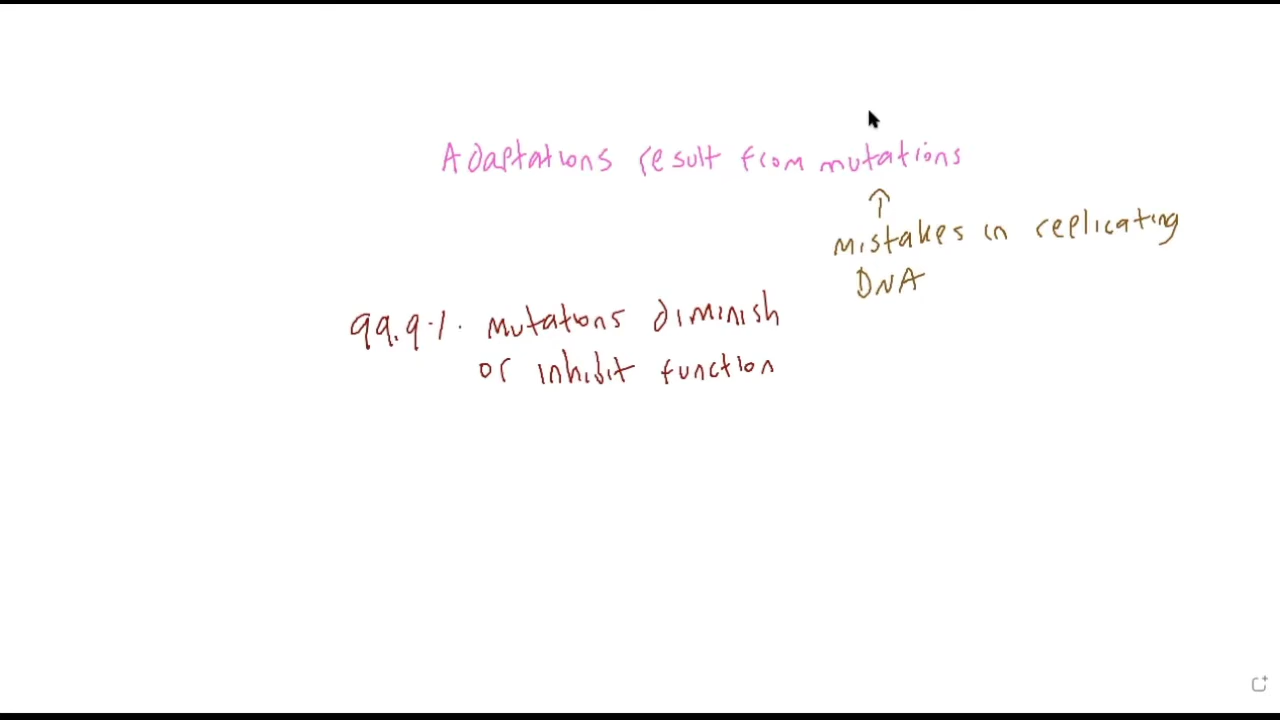 Adaptations result from mutations
↑
mistakes in replicating
DNA
99.9% mutations diminish
or inhibit function